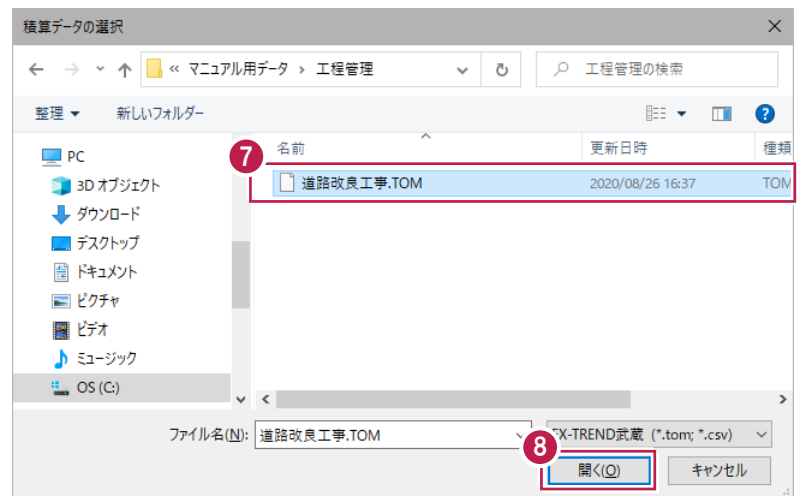 積算データの選択
« マニュアル用データ › 工程管理
工程管理の検索
整理 新しいフォルダー
名前 更新日時 種類
7
道路改良工事.TOM 2020/08/26 16:37 TOM
PC
3D オブジェクト
ダウンロード
デスクトップ
ドキュメント
ピクチャ
ビデオ
ミュージック
OS (C:)
ファイル名(N): 道路改良工事.TOM EX-TREND武蔵 (*.tom; *.csv)
8
開く(O) キャンセル